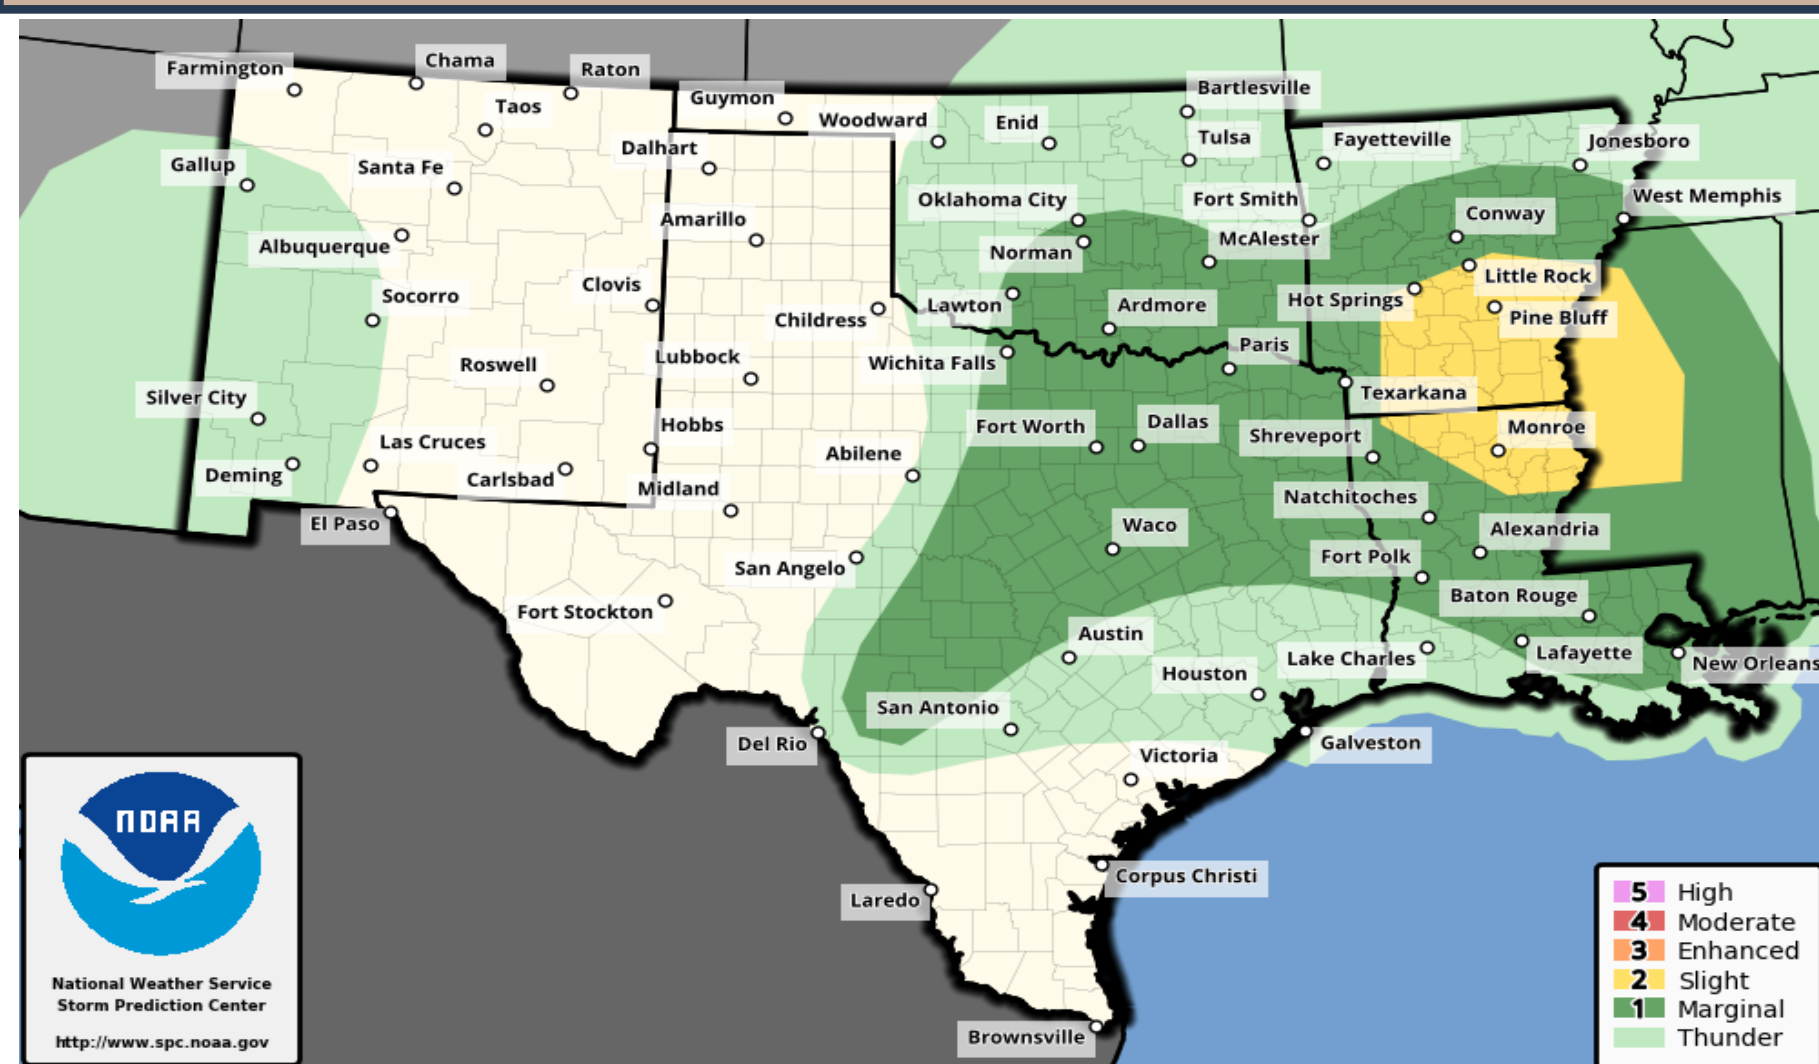 Farmington
Chama
Raton
Taos
Guymon
Woodward
Enid
Bartlesville
Tulsa
Fayetteville
Jonesboro
Gallup
Santa Fe
Dalhart
Oklahoma City
Fort Smith
West Memphis
Albuquerque
Amarillo
Norman
McAlester
Conway
Socorro
Clovis
Childress
Lawton
Ardmore
Hot Springs
Little Rock
Pine Bluff
Roswell
Lubbock
Wichita Falls
Paris
Silver City
Texarkana
Las Cruces
Hobbs
Abilene
Fort Worth
Dallas
Shreveport
Monroe
Deming
Carlsbad
Midland
Natchitoches
El Paso
Waco
Alexandria
San Angelo
Fort Polk
Fort Stockton
Baton Rouge
Austin
Houston
Lake Charles
Lafayette
New Orleans
San Antonio
Del Rio
Victoria
Galveston
Corpus Christi
Laredo
Brownsville
NOAA
National Weather Service
Storm Prediction Center
http://www.spc.noaa.gov
5 High
4 Moderate
3 Enhanced
2 Slight
1 Marginal
Thunder